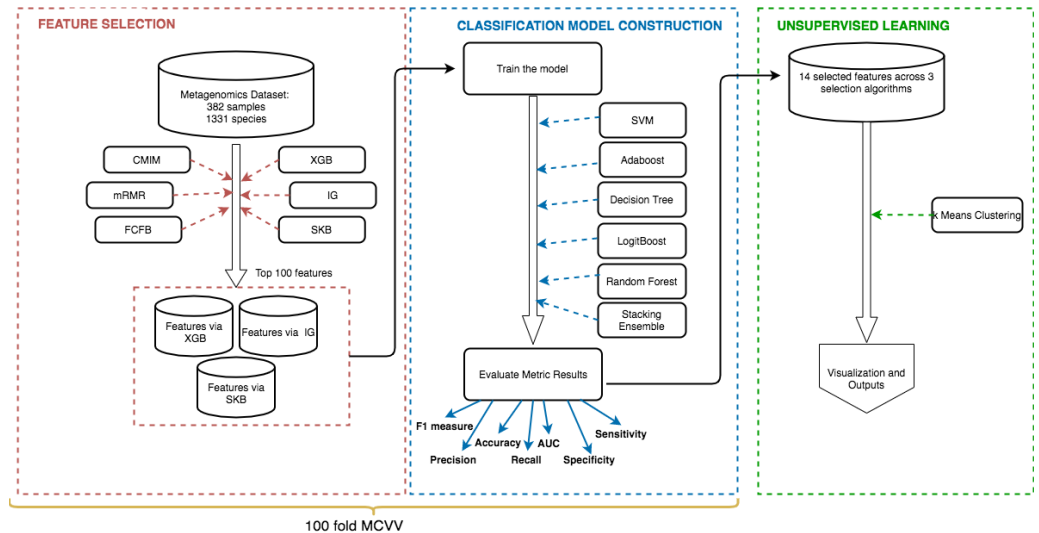 FEATURE SELECTION
Metagenomics Dataset:
382 samples
1331 species
CMIM
XGB
mRMR
IG
FCFB
SKB
Top 100 features
Features via
XGB
Features via IG
Features via
SKB
CLASSIFICATION MODEL CONSTRUCTION
Train the model
SVM
Adaboost
Decision Tree
LogitBoost
Random Forest
Stacking
Ensemble
Evaluate Metric Results
F1 measure
Precision
Accuracy
Recall
AUC
Specificity
Sensitivity
UNSUPERVISED LEARNING
14 selected features across 3
selection algorithms
k Means Clustering
Visualization and
Outputs
100 fold MCVV